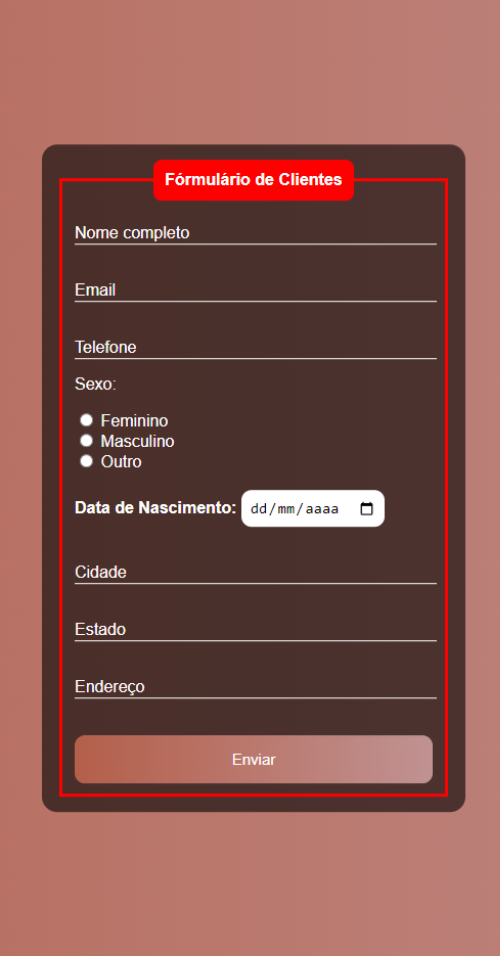 Fórmulário de Clientes
Nome completo
Email
Telefone
Sexo:
Feminino
Masculino
Outro
Data de Nascimento: dd/mm/aaaa
Cidade
Estado
Endereço
Enviar